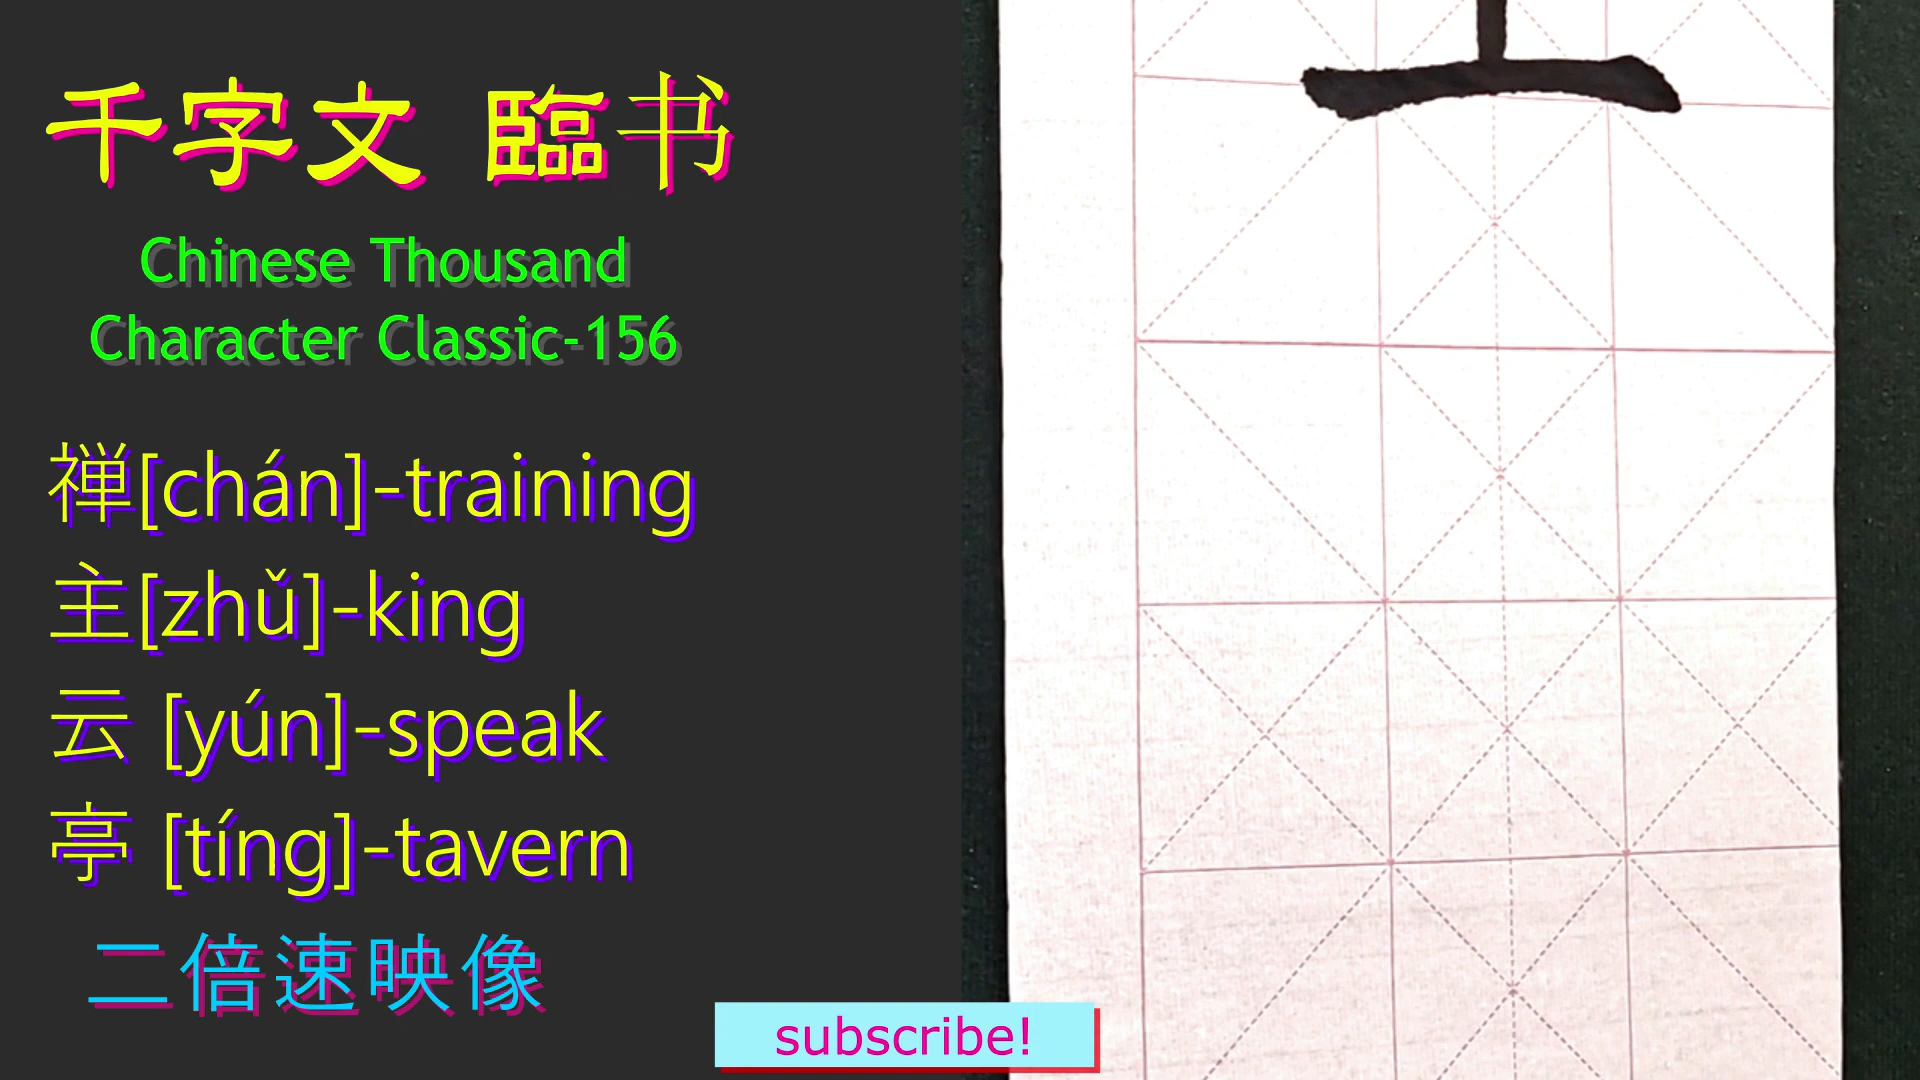 千字文 臨书
Chinese Thousand
Character Classic-156
禅[chán]-training
主[zhǔ]-king
云 [yún]-speak
亭 [tíng]-tavern
二倍速映像
subscribe!